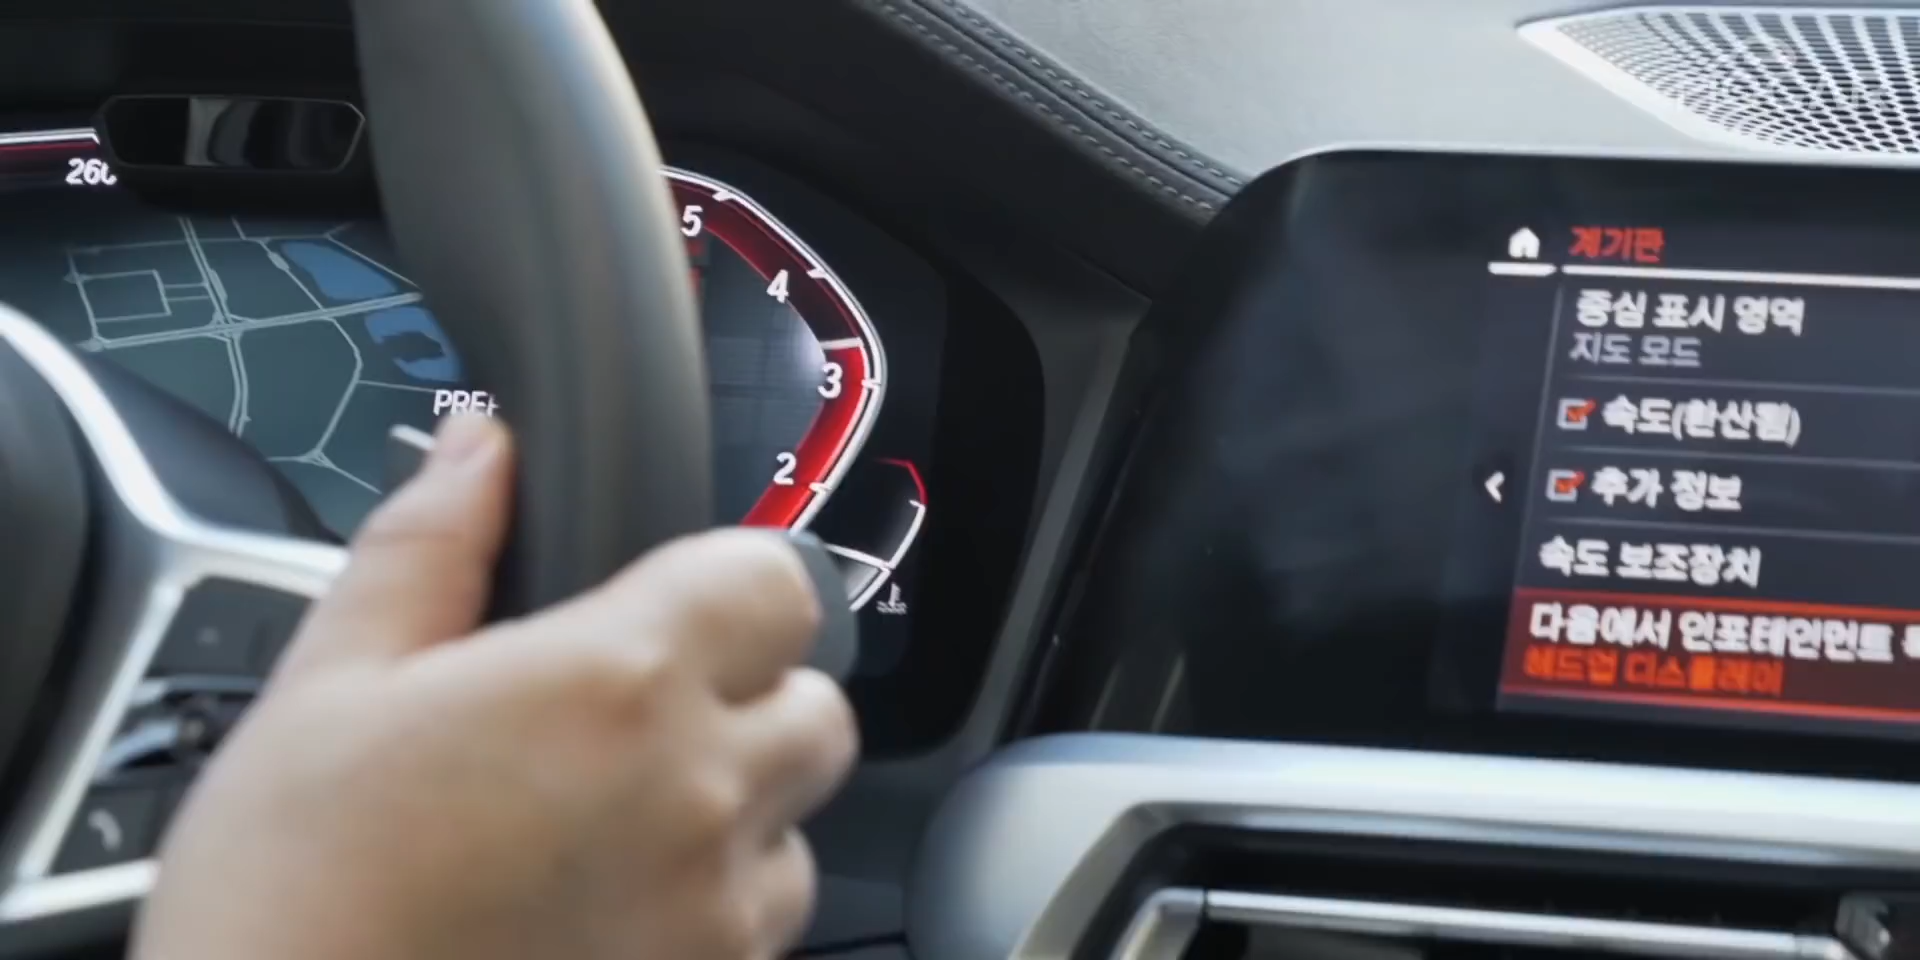 260
5
4
3
2
계기판
중심 표시 영역
지도 모드
속도(환산됨)
추가 정보
속도 보조장치
다음에서 인포테인먼트
헤드업 디스플레이